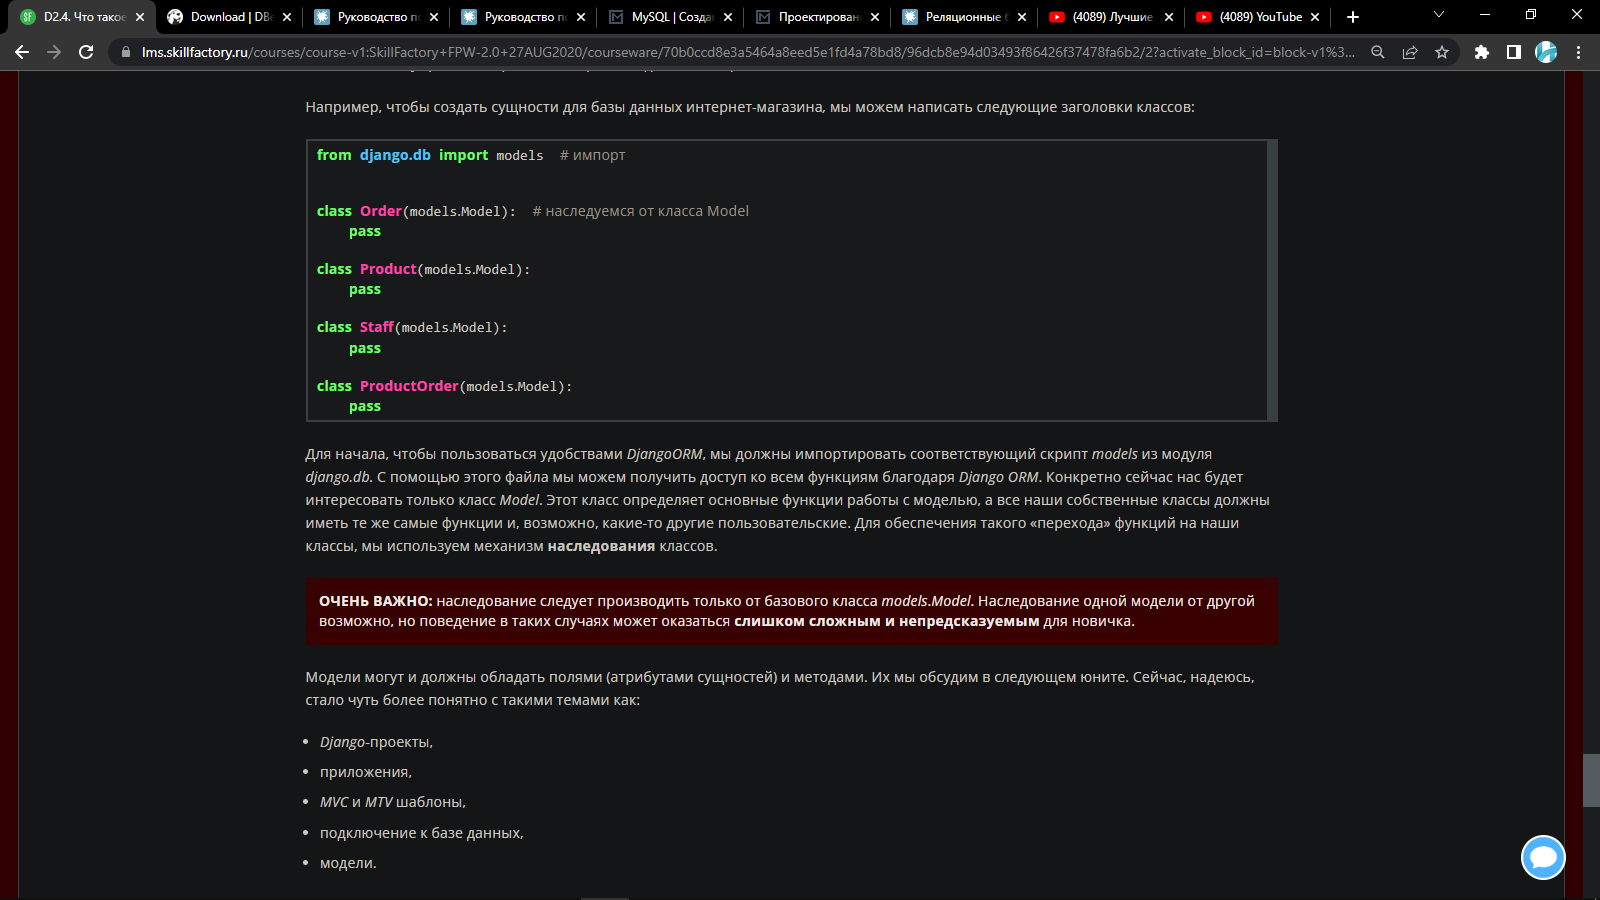 D2.4. Что такое
Download | DBe
Руководство по
Руководство по
MySQL | Создан
Проектирован
Реляционные б
(4089) Лучшие
(4089) YouTube
lms.skillfactory.ru/courses/course-v1:SkillFactory+FPW-2.0+27AUG2020/courseware/70b0ccd8e3a5464a8eed5e1fd4a78bd8/96dcb8e94d03493f86426f37478fa6b2/2?activate_block_id=block-v1%3...
Например, чтобы создать сущности для базы данных интернет-магазина, мы можем написать следующие заголовки классов:
from django.db import models # импорт
class Order(models.Model): # наследуемся от класса Model
pass
class Product(models.Model):
pass
class Staff(models.Model):
pass
class ProductOrder(models.Model):
pass
Для начала, чтобы пользоваться удобствами DjangoORM, мы должны импортировать соответствующий скрипт models из модуля
django.db. С помощью этого файла мы можем получить доступ ко всем функциям благодаря Django ORM. Конкретно сейчас нас будет
интересовать только класс Model. Этот класс определяет основные функции работы с моделью, а все наши собственные классы должны
иметь те же самые функции и, возможно, какие-то другие пользовательские. Для обеспечения такого «перехода» функций на наши
классы, мы используем механизм наследования классов.
ОЧЕНЬ ВАЖНО: наследование следует производить только от базового класса models.Model. Наследование одной модели от другой
возможно, но поведение в таких случаях может оказаться слишком сложным и непредсказуемым для новичка.
Модели могут и должны обладать полями (атрибутами сущностей) и методами. Их мы обсудим в следующем юните. Сейчас, надеюсь,
стало чуть более понятно с такими темами как:
Django-проекты,
приложения,
MVC и MTV шаблоны,
подключение к базе данных,
модели.